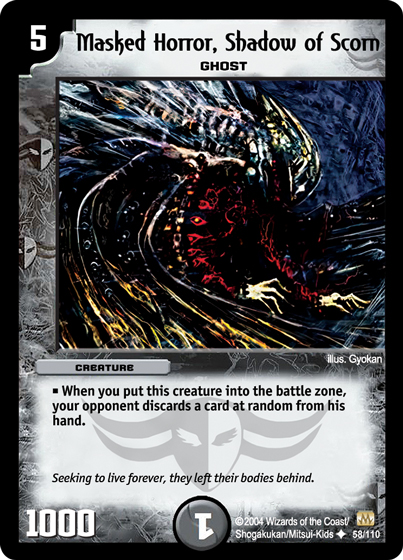 5 Masked Horror, Shadow of Scorn
GHOST
illus. Gyokan
CREATURE
▪ When you put this creature into the battle zone,
your opponent discards a card at random from his
hand.
Seeking to live forever, they left their bodies behind.
1000
1
©2004 Wizards of the Coast/
Shogakukan/Mitsui-Kids ✦ 58/110